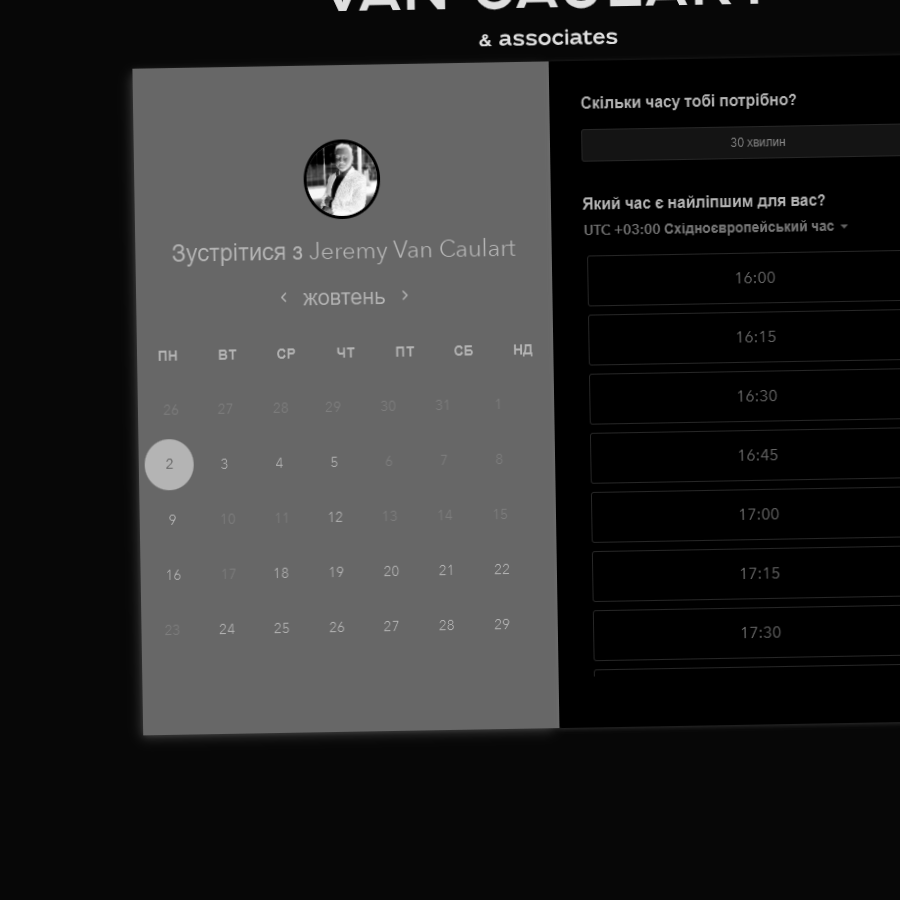 VAN CAULART
& associates
Зустрітися з Jeremy Van Caulart
жовтень
ПН ВТ СР ЧТ ПТ СБ НД
26 27 28 29 30 31 1
2 3 4 5 6 7 8
9 10 11 12 13 14 15
16 17 18 19 20 21 22
23 24 25 26 27 28 29
Скільки часу тобі потрібно?
30 хвилин
Який час є найліпшим для вас?
UTC +03:00 Східноєвропейський час
16:00
16:15
16:30
16:45
17:00
17:15
17:30